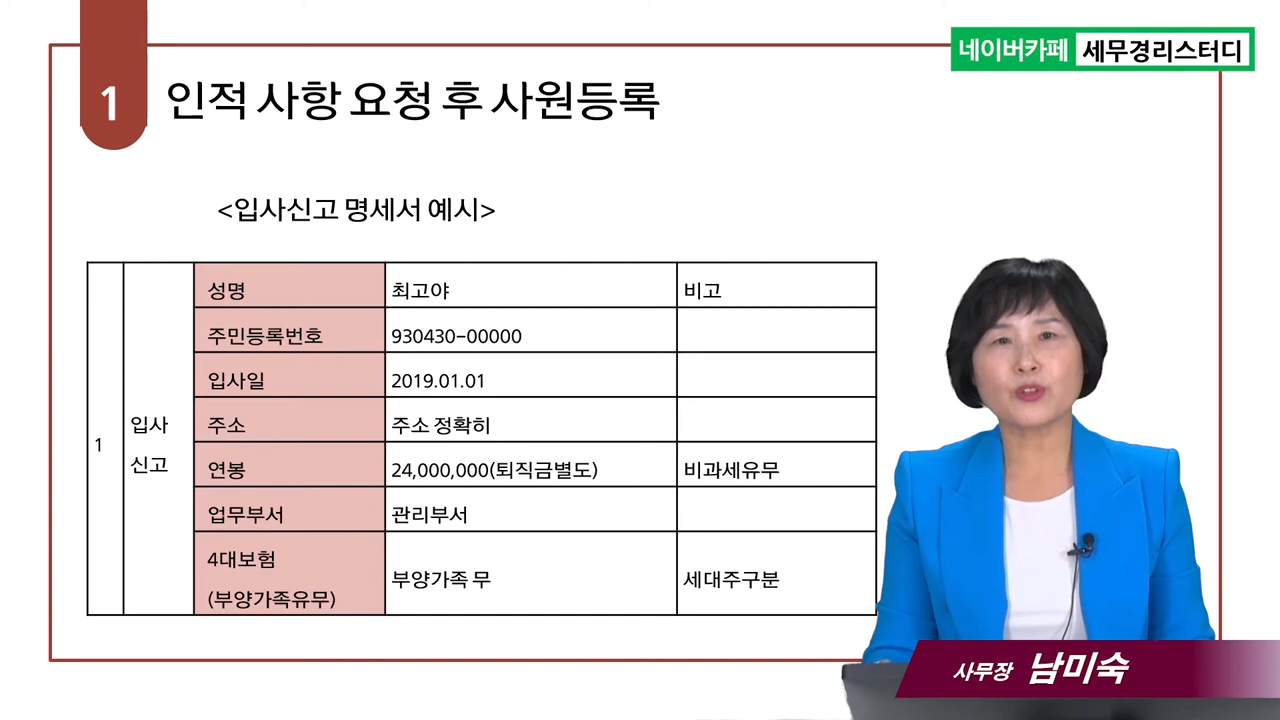 네이버카페 세무경리스터디
1 인적 사항 요청 후 사원등록
<입사신고 명세서 예시>
1
입사
신고
성명 최고야 비고
주민등록번호 930430-00000
입사일 2019.01.01
주소 주소 정확히
연봉 24,000,000(퇴직금별도) 비과세유무
업무부서 관리부서
4대보험
(부양가족유무)
부양가족 무
세대주구분
사무장 남미숙